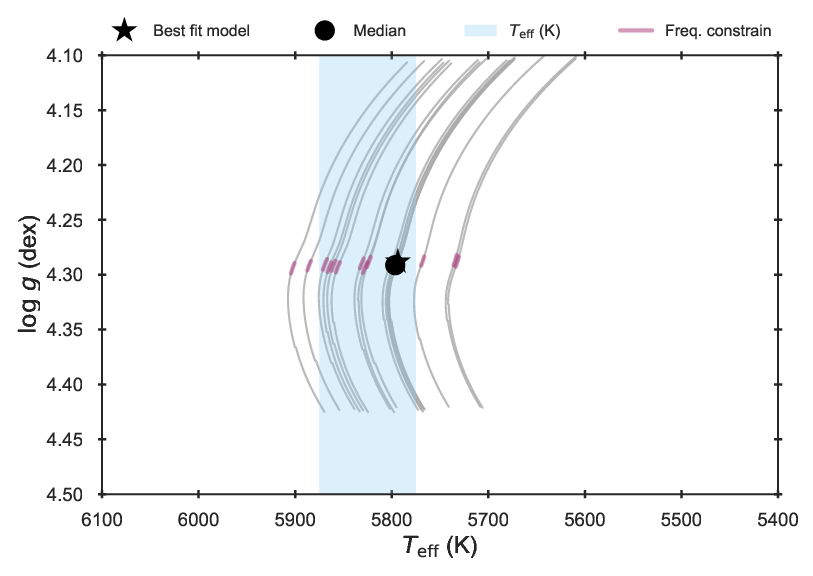 Best fit model Median Teff (K) Freq. constrain
4.10
4.15
4.20
4.25
4.30
4.35
4.40
4.45
4.50
log g (dex)
6100 6000 5900 5800 5700 5600 5500 5400
Teff (K)